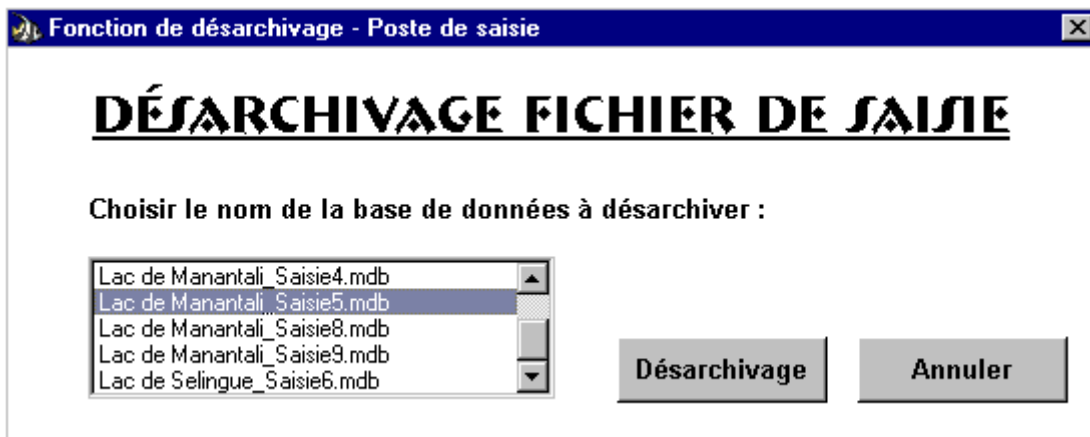 Fonction de désarchivage - Poste de saisie
DÉSARCHIVAGE FICHIER DE SAISIE
Choisir le nom de la base de données à désarchiver :
Lac de Manantali_Saisie4.mdb
Lac de Manantali_Saisie5.mdb
Lac de Manantali_Saisie8.mdb
Lac de Manantali_Saisie9.mdb
Lac de Selingue_Saisie6.mdb
Désarchivage
Annuler